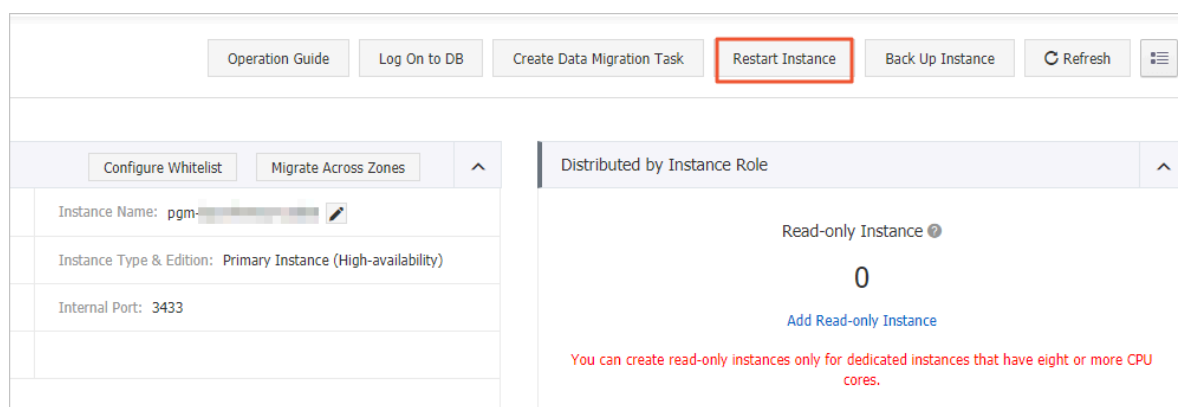 Operation Guide Log On to DB Create Data Migration Task Restart Instance Back Up Instance Refresh
Configure Whitelist Migrate Across Zones
Distributed by Instance Role
Instance Name: pgm-
Instance Type & Edition: Primary Instance (High-availability)
Internal Port: 3433
Read-only Instance
0
Add Read-only Instance
You can create read-only instances only for dedicated instances that have eight or more CPU
cores.